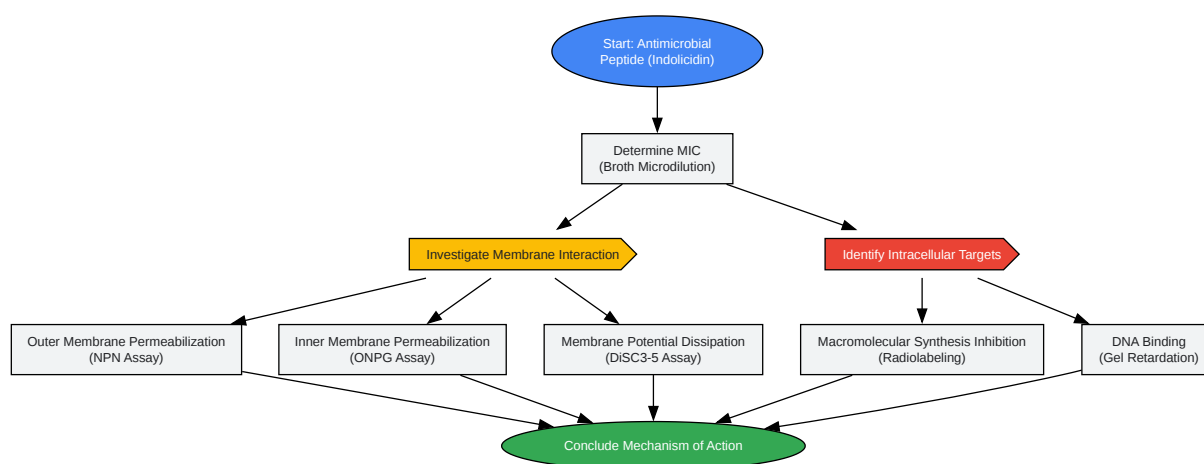 Start: Antimicrobial
Peptide (Indolicidin)
Determine MIC
(Broth Microdilution)
Investigate Membrane Interaction
Identify Intracellular Targets
Outer Membrane Permeabilization
(NPN Assay)
Inner Membrane Permeabilization
(ONPG Assay)
Membrane Potential Dissipation
(DiSC3-5 Assay)
Macromolecular Synthesis Inhibition
(Radiolabeling)
DNA Binding
(Gel Retardation)
Conclude Mechanism of Action